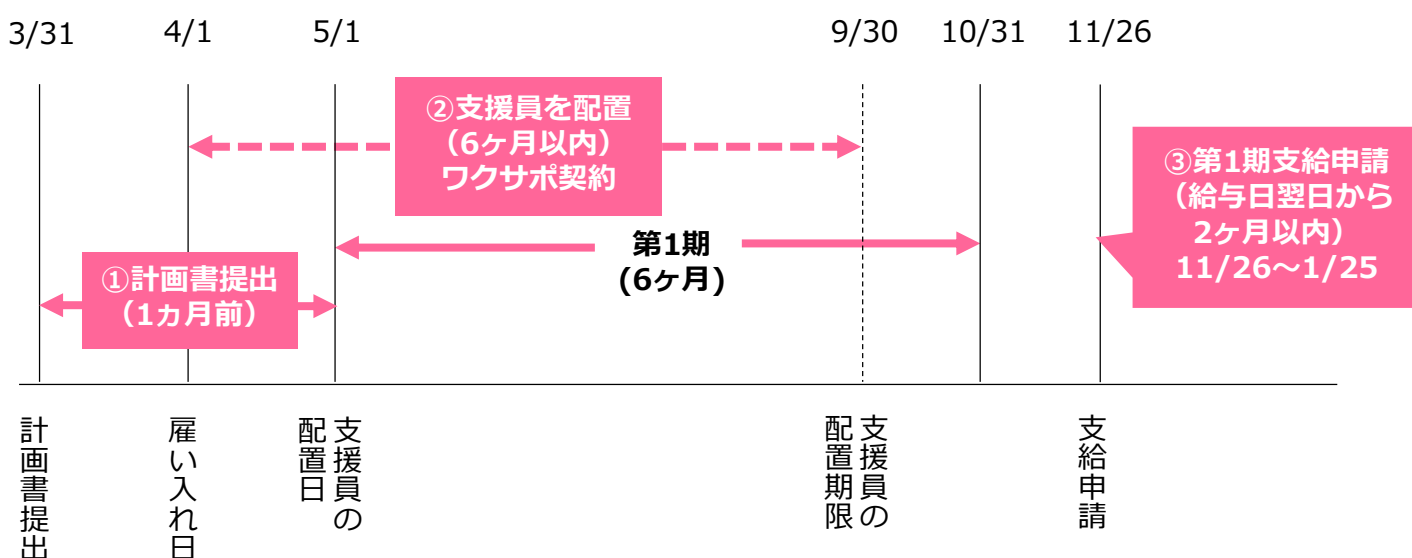 3/31
4/1
5/1
9/30
10/31
11/26
②支援員を配置
（6ヶ月以内）
ワクサポ契約
③第1期支給申請
（給与日翌日から
2ヶ月以内）
11/26～1/25
第1期
(6ヶ月)
①計画書提出
（1ヵ月前）
計画書提出
雇い入れ日
支援員の
配置日
支援員の
配置期限
支給申請